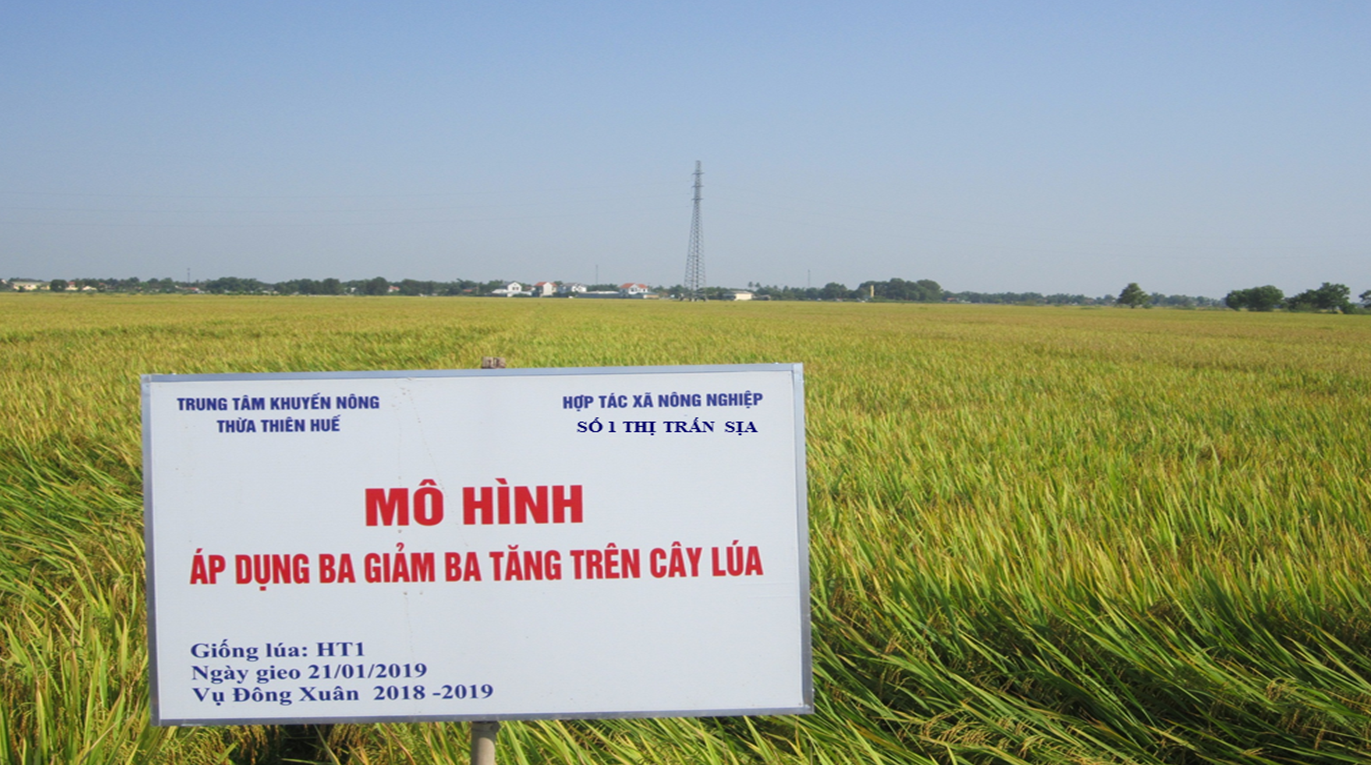 TRUNG TÂM KHUYẾN NÔNG
THỪA THIÊN HUẾ
HỢP TÁC XÃ NÔNG NGHIỆP
SỐ 1 THỊ TRẤN SỊA
MÔ HÌNH
ÁP DỤNG BA GIẢM BA TĂNG TRÊN CÂY LÚA
Giống lúa: HT1
Ngày gieo 21/01/2019
Vụ Đông Xuân 2018 -2019